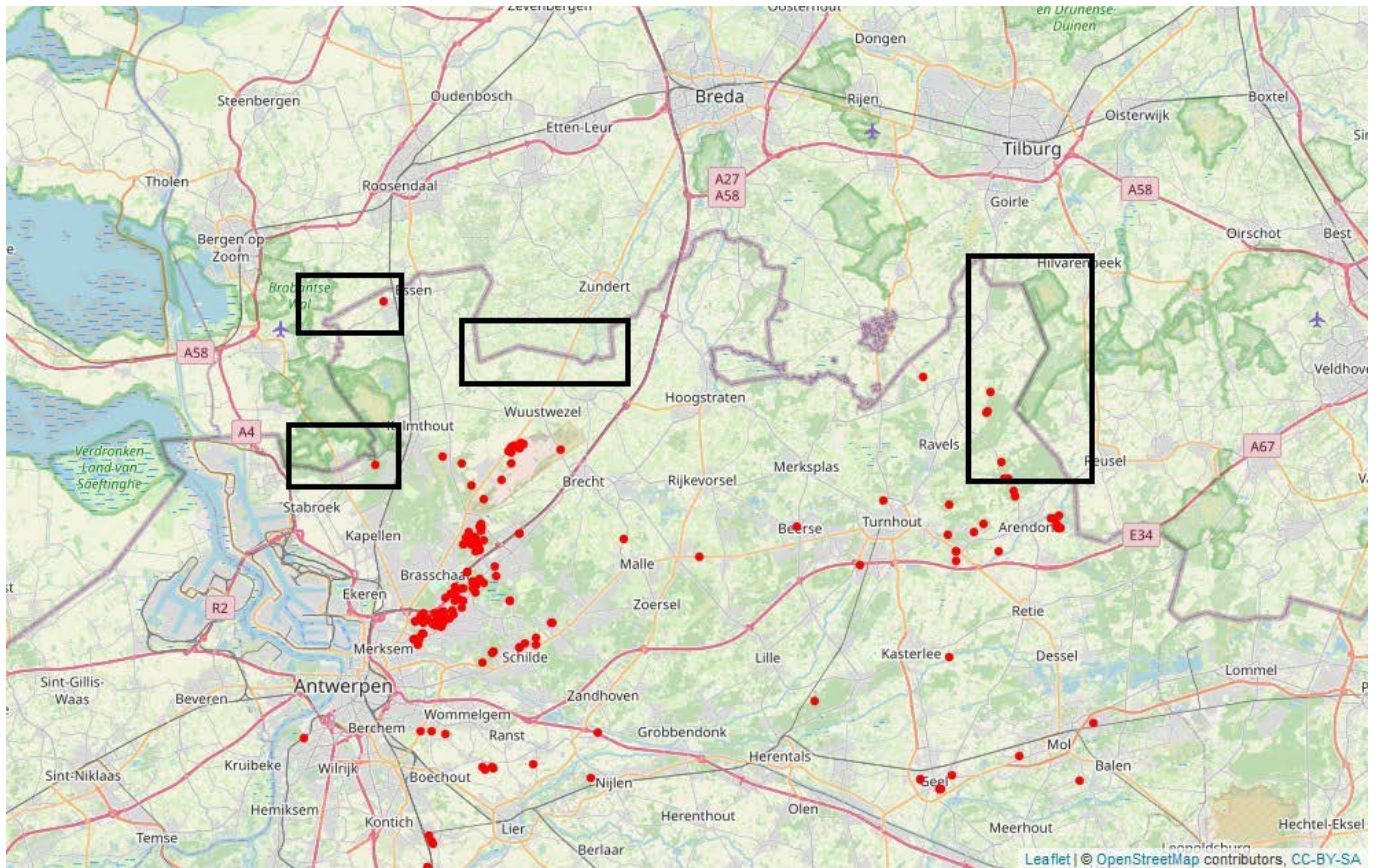 Zevenbergen
Oosterhout
en Drunense
Duinen
Dongen
Steenbergen
Oudenbosch
Breda
Rijen
Boxtel
Oisterwijk
Etten-Leur
Tilburg
Tholen
Roosendaal
A27
A58
A58
Goirle
Bergen op
Zoom
Oirschot
Best
Hilvarenbeek
Brabantse
Wal
Essen
Zundert
A58
Veldhov
Hoogstraten
Wuustwezel
Kalmthout
A4
Ravels
A67
Verdronken
Land van
Saeftinghe
Merksplas
Reusel
Brecht
Rijkevorsel
Stabroek
Kapellen
Beerse
Turnhout
Arendon
E34
Malle
Brasschaa
Ekeren
R2
Zoersel
Retie
Merksem
Schilde
Lille
Kasterlee
Dessel
Lommel
Sint-Gillis-
Waas
Beveren
Antwerpen
Zandhoven
Wommelgem
Berchem
Ranst
Grobbendonk
Mol
Kruibeke
Wilrijk
Herentals
Balen
Sint-Niklaas
Boechout
Nijlen
Geel
Hemiksem
Olen
Kontich
Lier
Herenthout
Meerhout
Hechtel-Eksel
Temse
Berlaar
Leopoldsburg
Leaflet | © OpenStreetMap contributors, CC-BY-SA